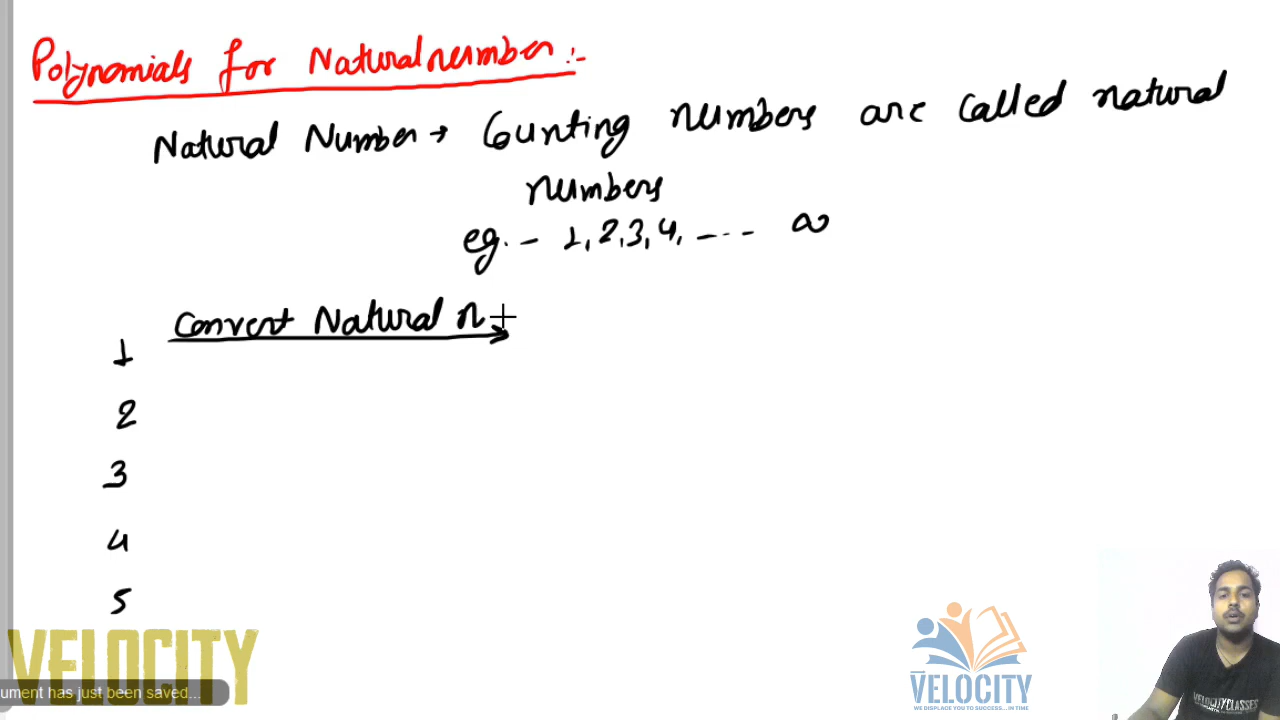 Polynomials for Natural number :-
Natural Number → Counting numbers are called natural
numbers
eg. - 1, 2, 3, 4, ---- ∞
Convert Natural n
1
2
3
4
5
VELOCITY
ument has just been saved...
VELOCITY
WE DISPLACE YOU TO SUCCESS...IN TIME
VELOCITY CLASSES